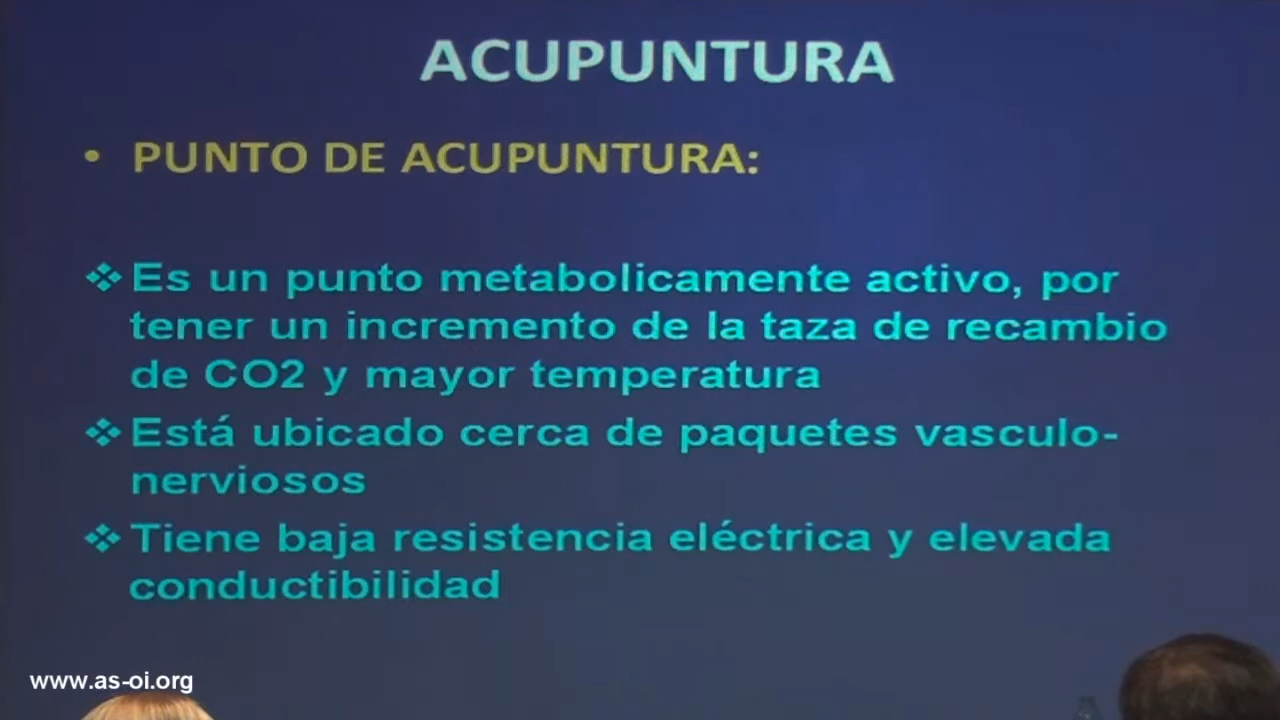 ACUPUNTURA
• PUNTO DE ACUPUNTURA:
❖ Es un punto metabolicamente activo, por
tener un incremento de la taza de recambio
de CO2 y mayor temperatura
❖ Está ubicado cerca de paquetes vasculo-
nerviosos
❖ Tiene baja resistencia eléctrica y elevada
conductibilidad
www.as-oi.org